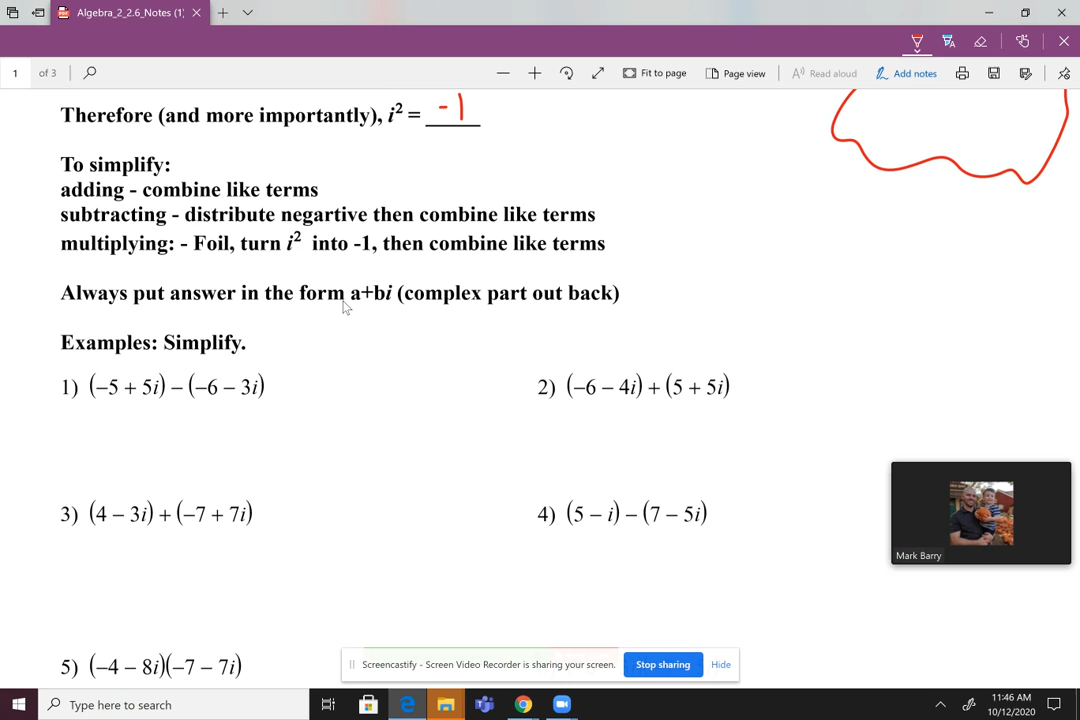 Algebra_2_2.6_Notes (1)
1 of 3
Fit to page
Page view
Read aloud
Add notes
Therefore (and more importantly), i² = -1
To simplify:
adding - combine like terms
subtracting - distribute negartive then combine like terms
multiplying: - Foil, turn i² into -1, then combine like terms
Always put answer in the form a+bi (complex part out back)
Examples: Simplify.
1) (−5 + 5i) − (−6 − 3i)
2) (−6 − 4i) + (5 + 5i)
3) (4 − 3i) + (−7 + 7i)
4) (5 − i) − (7 − 5i)
Mark Barry
5) (−4 − 8i)(−7 − 7i)
Screencastify - Screen Video Recorder is sharing your screen.
Stop sharing
Hide
Type here to search
11:46 AM
10/12/2020